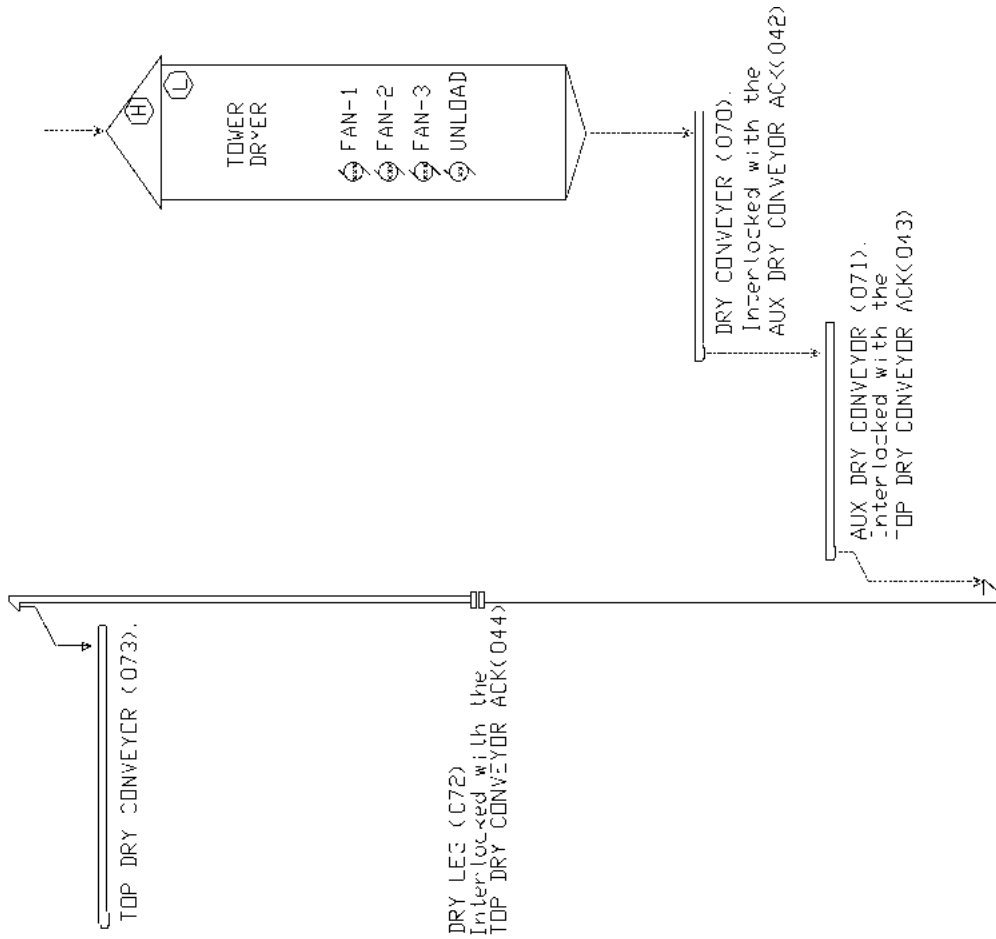 H
L
TOWER
DRYER
FAN-1
FAN-2
FAN-3
UNLOAD
DRY CONVEYER (070).
Interlocked with the
AUX DRY CONVEYOR ACK(042)
AUX DRY CONVEYOR (071).
Interlocked with the
TOP DRY CONVEYOR ACK(043)
TOP DRY CONVEYER (073).
DRY LEG (072)
Interlocked with the
TOP DRY CONVEYOR ACK(044)